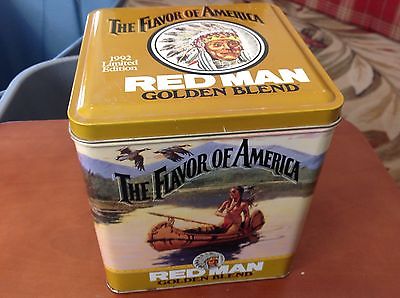 THE FLAVOR OF AMERICA
1992
Limited
Edition
RED MAN
GOLDEN BLEND
THE FLAVOR OF AMERICA
RED MAN
GOLDEN BLEND